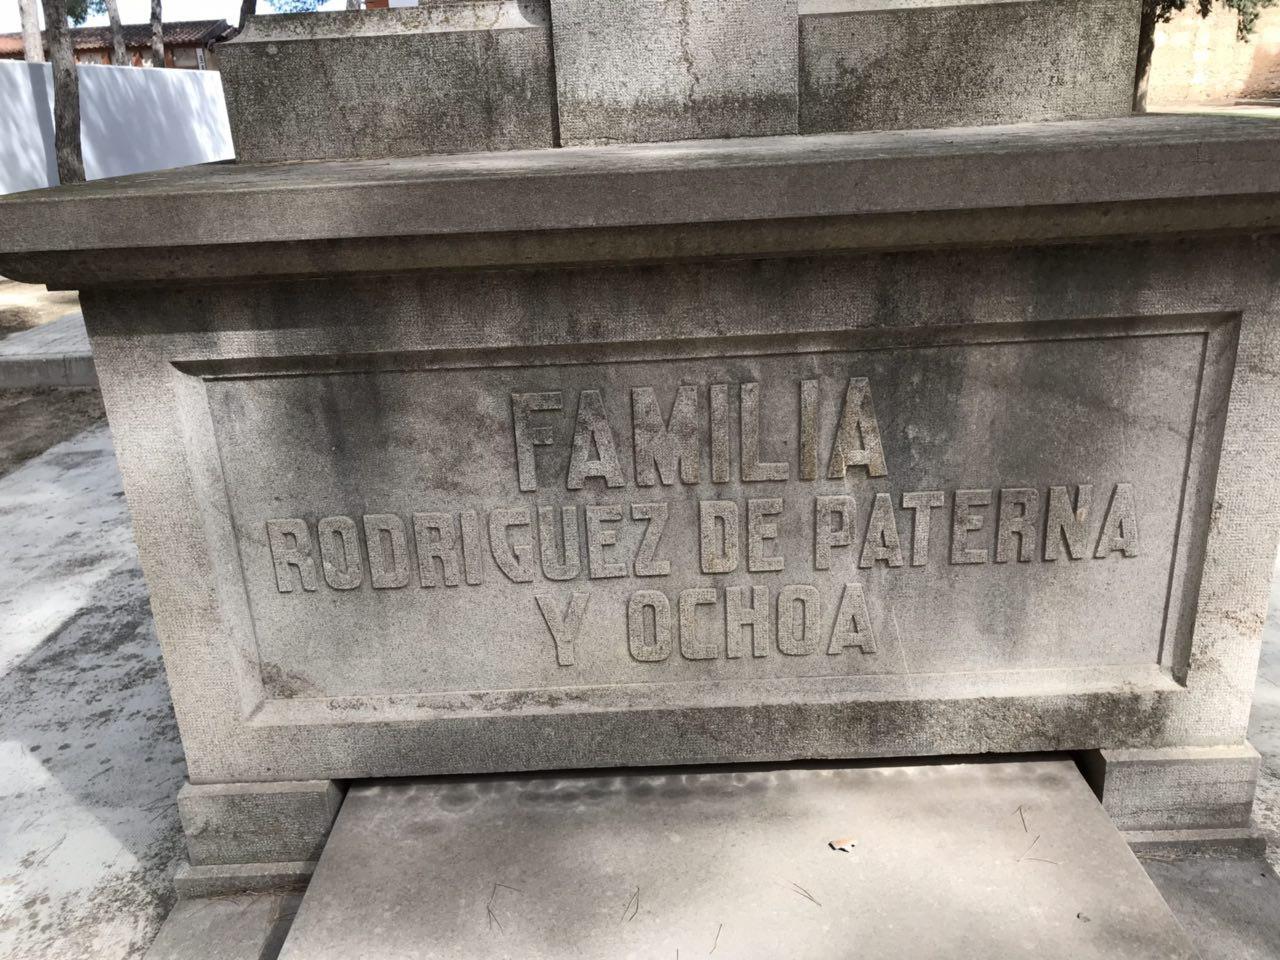 FAMILIA
RODRIGUEZ DE PATERNA
Y OCHOA